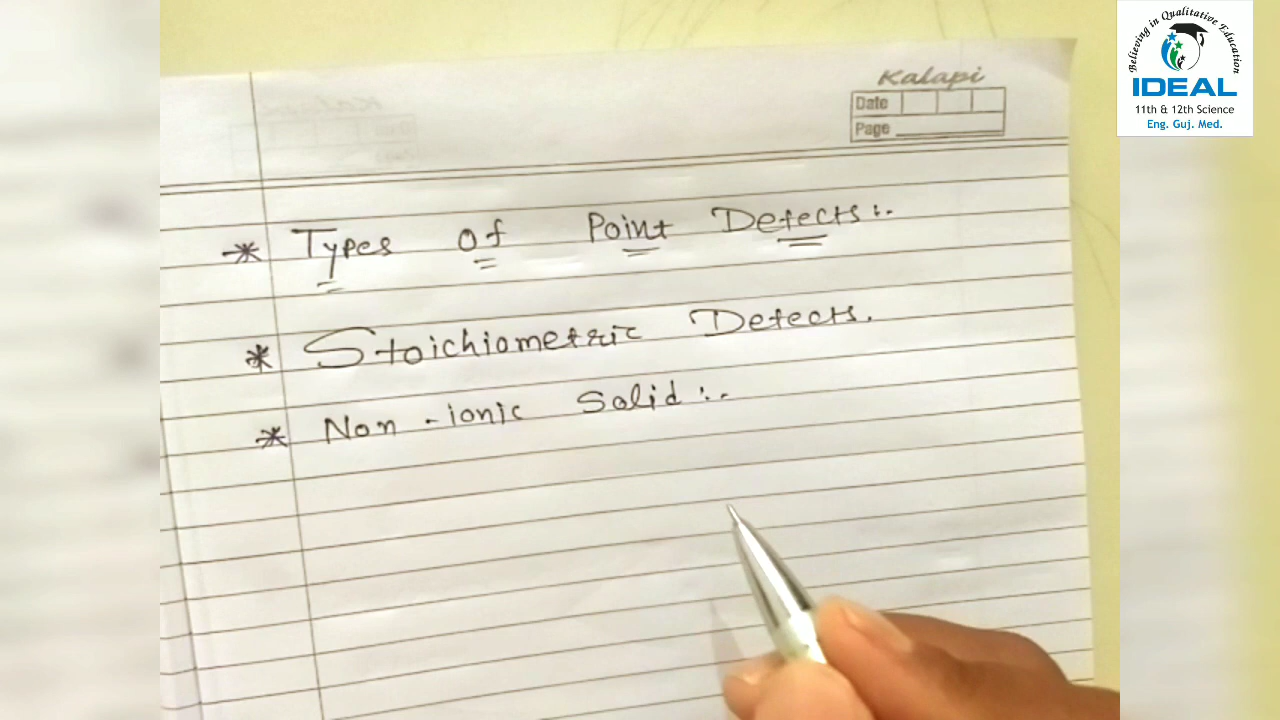 Believing in Qualitative Education
IDEAL
11th & 12th Science
Eng. Guj. Med.
Kalapi
Date
Page
* Types of Point Defects:-
* Stoichiometric Defects.
* Non-ionic Solid:-